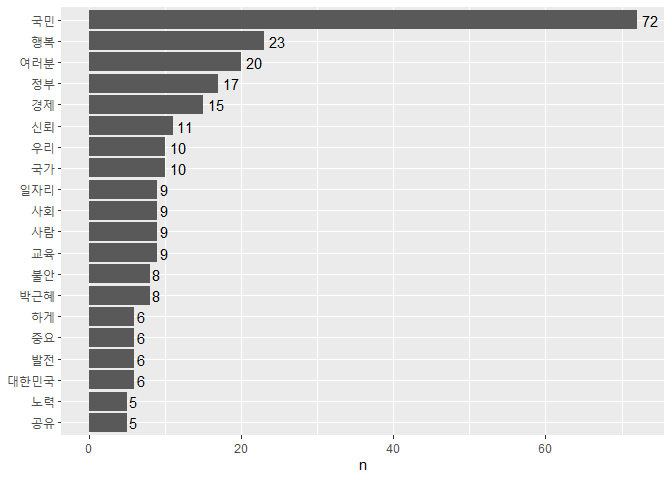 국민 72
행복 23
여러분 20
정부 17
경제 15
신뢰 11
우리 10
국가 10
일자리 9
사회 9
사람 9
교육 9
불안 8
박근혜 8
하게 6
중요 6
발전 6
대한민국 6
노력 5
공유 5
0 20 40 60
n